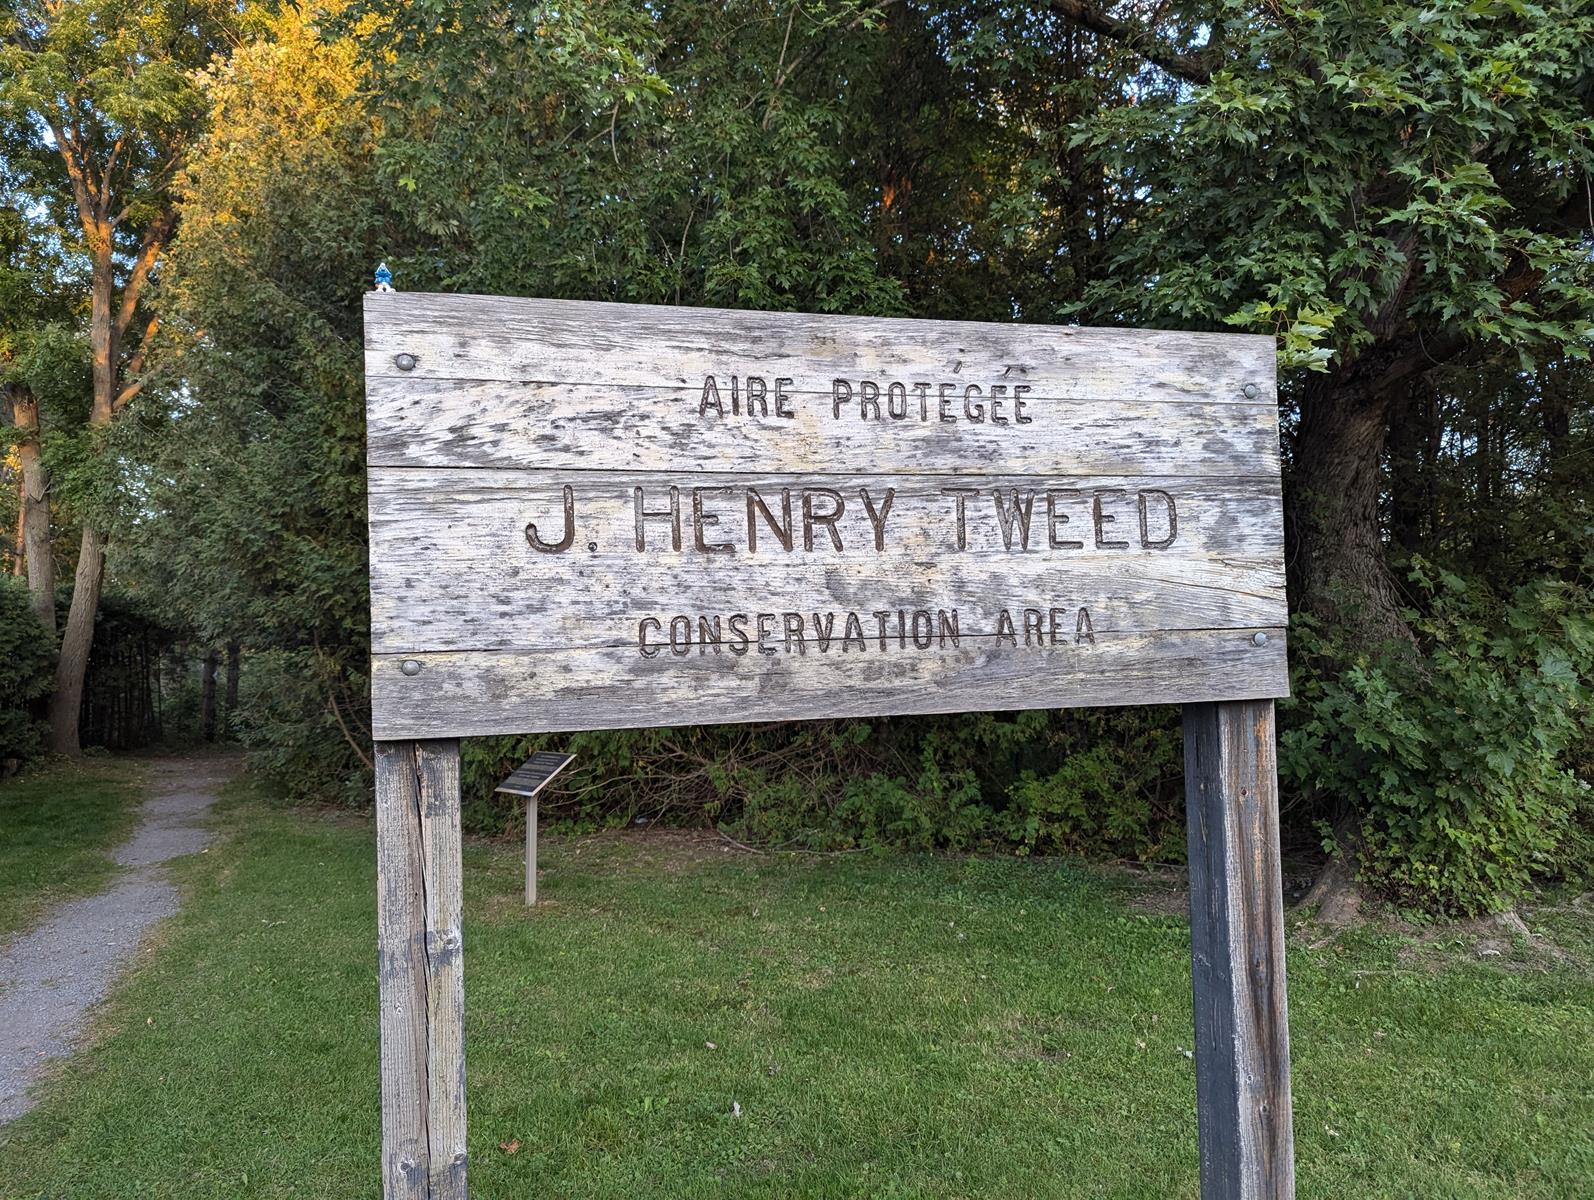 AIRE PROTÉGÉE
J. HENRY TWEED
CONSERVATION AREA